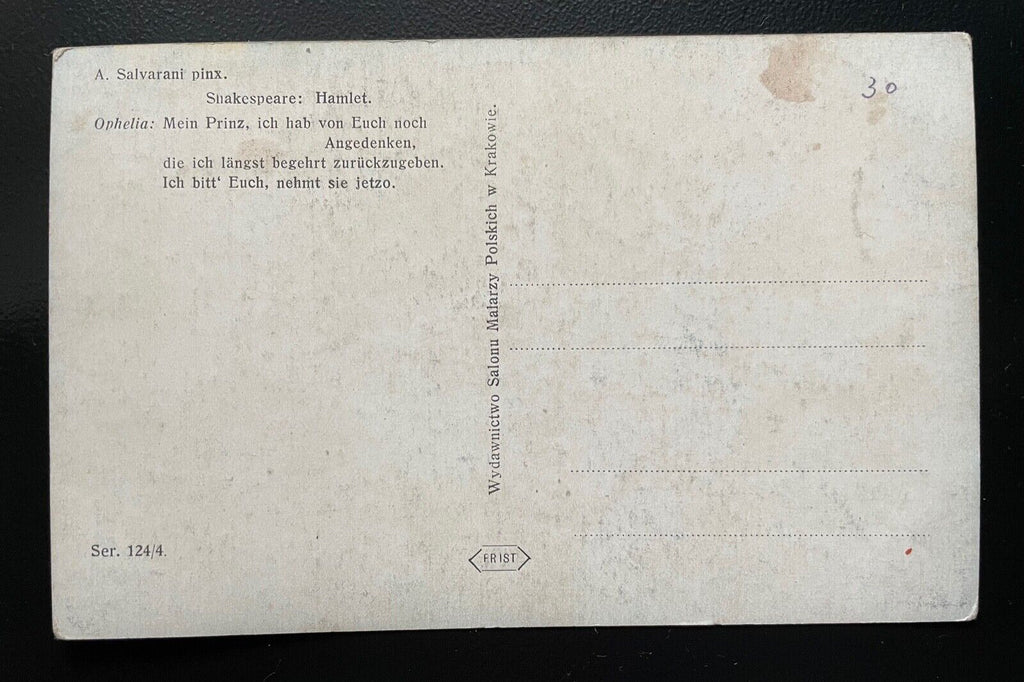 A. Salvarani pinx.
Shakespeare: Hamlet.
Ophelia: Mein Prinz, ich hab von Euch noch
Angedenken,
die ich längst begehrt zurückzugeben.
Ich bitt‘ Euch, nehmt sie jetzo.
Ser. 124/4.
Wydawnictwo Salonu Malarzy Polskich w Krakowie.
FRIST
30